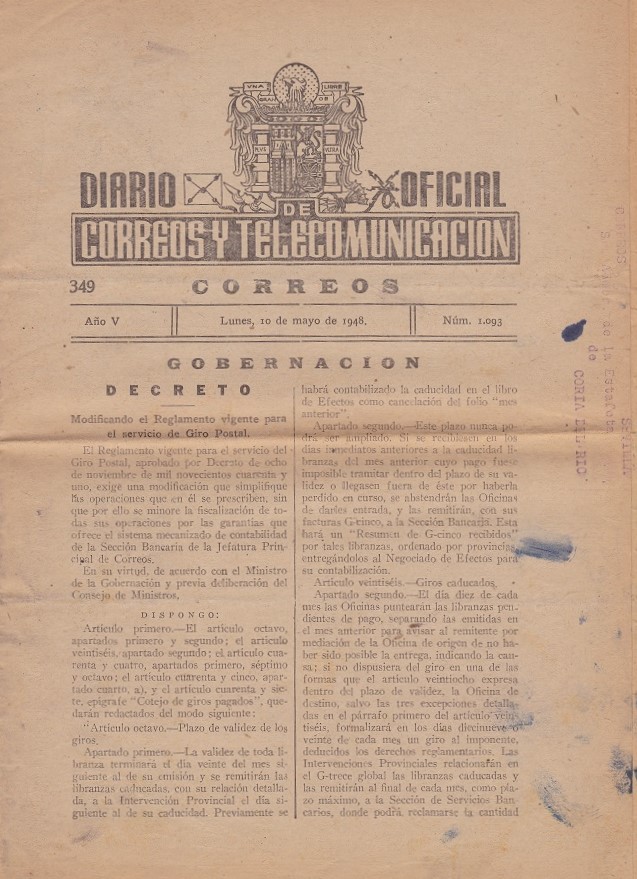 VNA
LIBRE
GRAN
DE
PLVS
VLTRA
DIARIO
OFICIAL
DE
CORREOS Y TELECOMUNICACION
349
CORREOS
Año V
Lunes, 10 de mayo de 1948.
Núm. 1.093
GOBERNACION
DECRETO
Modificando el Reglamento vigente para
el servicio de Giro Postal.
El Reglamento vigente para el servicio del
Giro Postal, aprobado por Decreto de ocho
de noviembre de mil novecientos cuarenta y
uno, exige una modificación que simplifique
las operaciones que en él se prescriben, sin
que por ello se minore la fiscalización de to-
das sus operaciones por las garantías que
ofrece el sistema mecanizado de contabilidad
de la Sección Bancaria de la Jefatura Prin-
cipal de Correos.
En su virtud, de acuerdo con el Ministro
de la Gobernación y previa deliberación del
Consejo de Ministros,
DISPONGO:
Artículo primero.—El artículo octavo,
apartados primero y segundo; el artículo
veintiséis, apartado segundo; el artículo cua-
renta y cuatro, apartados primero, séptimo
y octavo; el artículo cuarenta y cinco, apar-
tado cuarto, a), y el artículo cuarenta y sie-
te, epígrafe "Cotejo de giros pagados", que-
darán redactados del modo siguiente:
"Artículo octavo.—Plazo de validez de los
giros.
Apartado primero.—La validez de toda li-
branza terminará el día veinte del mes si-
guiente al de su emisión y se remitirán las
libranzas caducadas, con su relación detalla-
da, a la Intervención Provincial el día si-
guiente al de su caducidad. Previamente se
habrá contabilizado la caducidad en el libro
de Efectos como cancelación del folio "mes
anterior".
Apartado segundo.—Este plazo nunca po-
drá ser ampliado. Si se recibiesen en los
días inmediatos anteriores a la caducidad li-
branzas del mes anterior cuyo pago fuese
imposible tramitar dentro del plazo de su va-
lidez o llegasen fuera de éste por haberla
perdido en curso, se abstendrán las Oficinas
de darles entrada, y las remitirán, con sus
facturas G-cinco, a la Sección Bancaria. Esta
hará un "Resumen de G-cinco recibidos"
por tales libranzas, ordenado por provincias,
entregándolos al Negociado de Efectos para
su contabilización.
Artículo veintiséis.—Giros caducados.
Apartado segundo.—El día diez de cada
mes las Oficinas puntearán las libranzas pen-
dientes de pago, separando las emitidas en
el mes anterior para avisar al remitente por
mediación de la Oficina de origen de no ha-
ber sido posible la entrega, indicando la cau-
sa; si no dispusiera del giro en una de las
formas que el artículo veintiocho expresa
dentro del plazo de validez, la Oficina de
destino, salvo las tres excepciones detalla-
das en el párrafo primero del artículo vein-
tiséis, formalizará en los días diecinueve o
veinte de cada mes un giro al imponente,
deducidos los derechos reglamentarios. Las
Intervenciones Provinciales relacionarán en
el G-trece global las libranzas caducadas y
las remitirán al final de cada mes, como pla-
zo máximo, a la Sección de Servicios Ban-
carios, donde podrá reclamarse la cantidad
CORREOS SEVILLA
de la Estafeta
de
CORIA DEL RIO